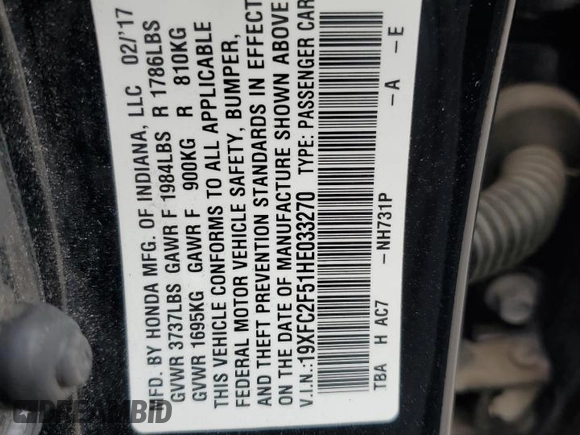 MFD. BY HONDA MFG. OF INDIANA, LLC 02/'17
GVWR 3737LBS GAWR F 1984LBS R 1786LBS
GVWR 1695KG GAWR F 900KG R 810KG
THIS VEHICLE CONFORMS TO ALL APPLICABLE
FEDERAL MOTOR VEHICLE SAFETY, BUMPER,
AND THEFT PREVENTION STANDARDS IN EFFECT
ON THE DATE OF MANUFACTURE SHOWN ABOVE.
V.I.N.:19XFC2F51HE033270 TYPE: PASSENGER CAR
TBA H AC7 -NH731P -A -E
DREAMBID